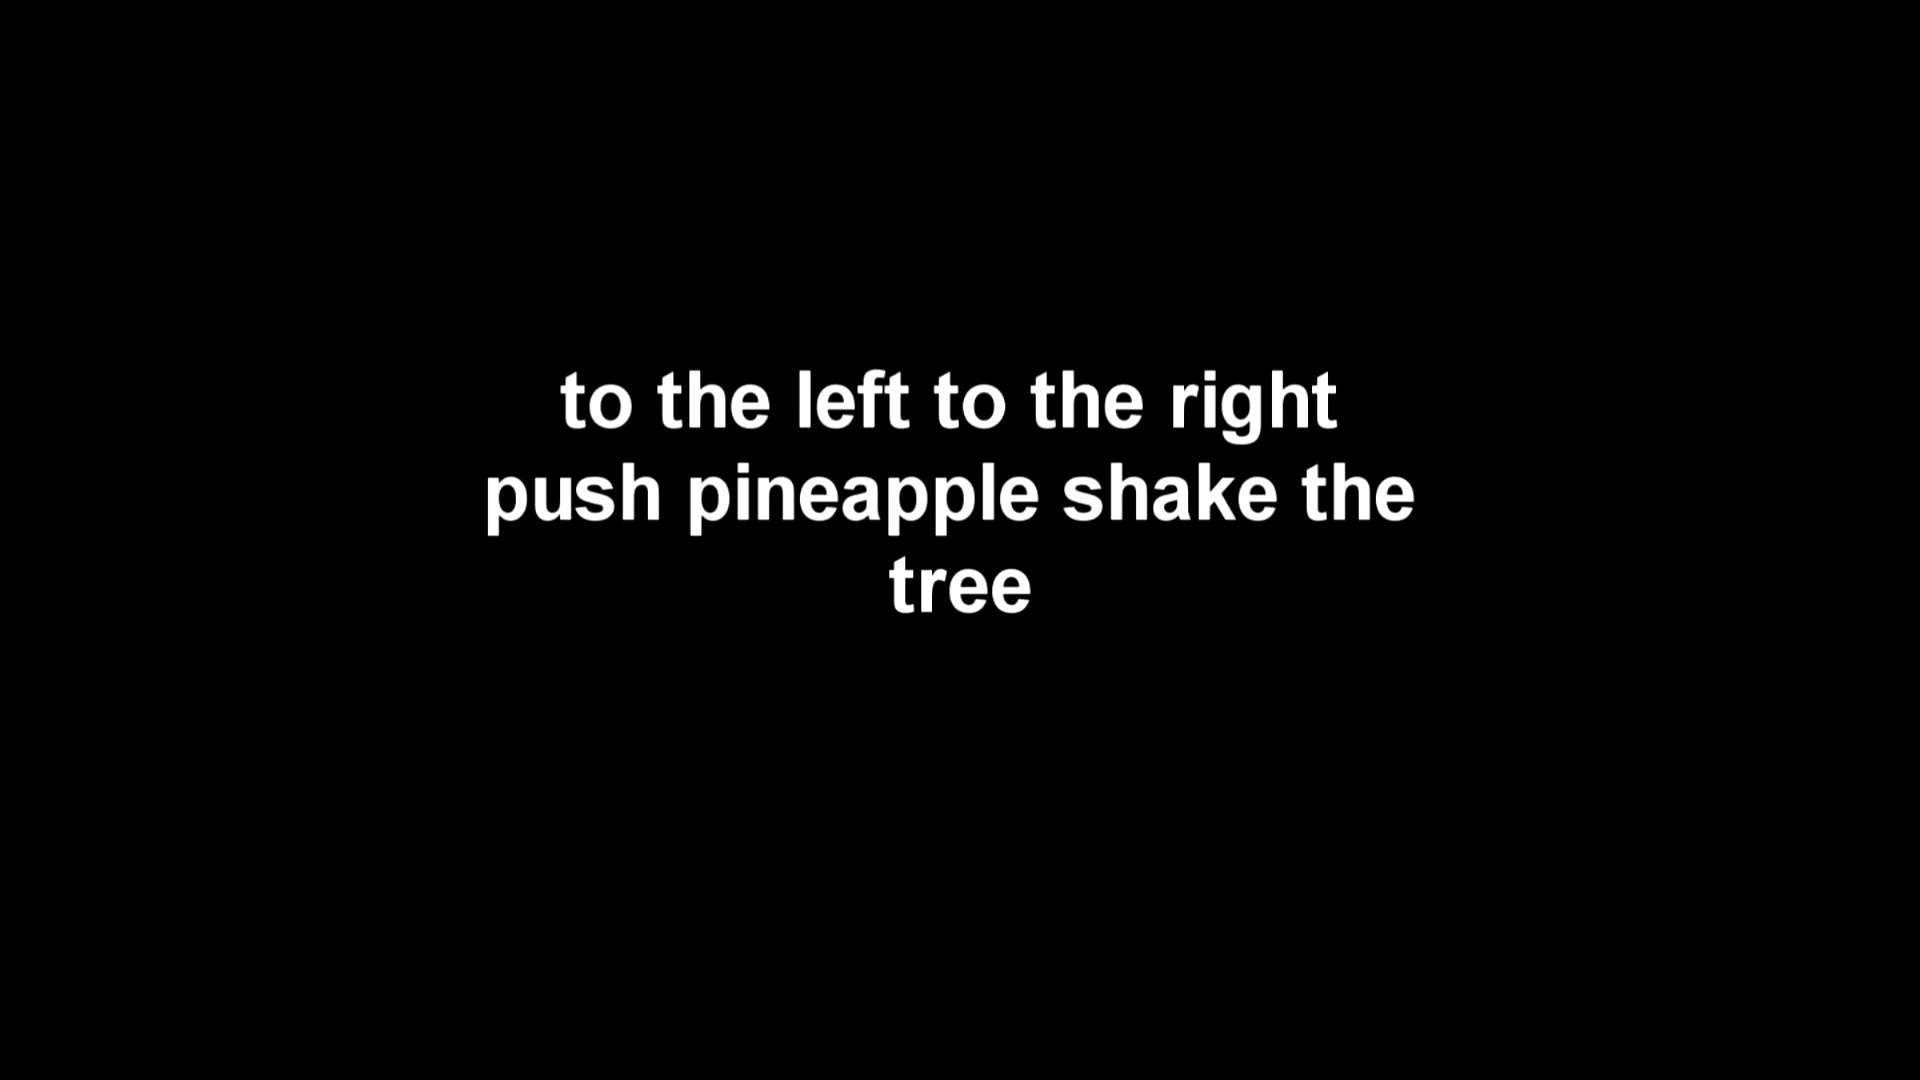 to the left to the right
push pineapple shake the
tree